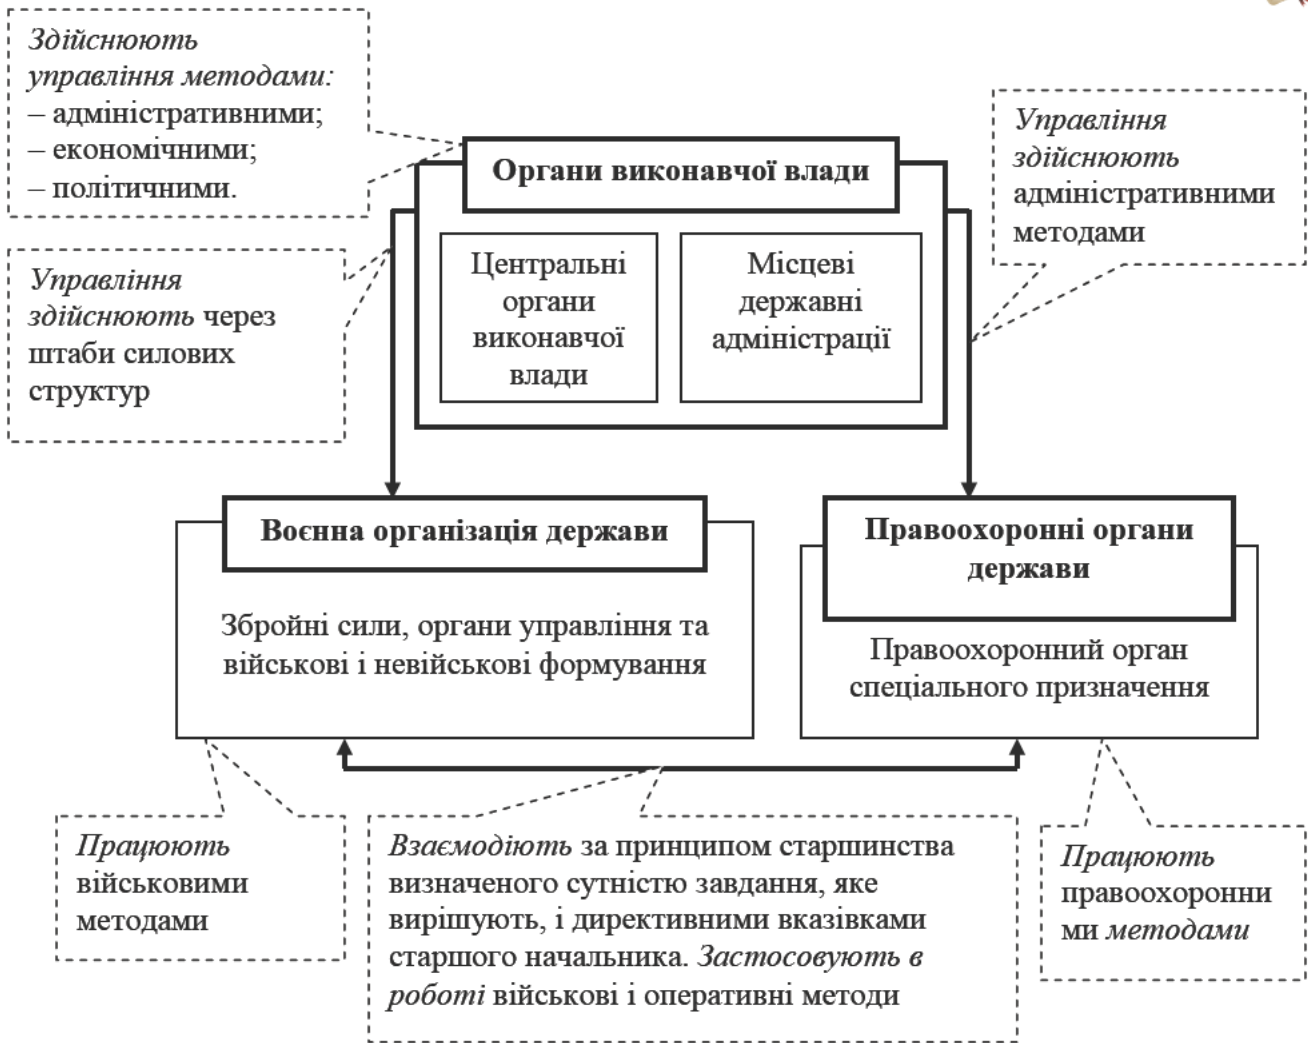 Здійснюють
управління методами:
– адміністративними;
– економічними;
– політичними.
Органи виконавчої влади
Управління
здійснюють
адміністративними
методами
Управління
здійснюють через
штаби силових
структур
Центральні
органи
виконавчої
влади
Місцеві
державні
адміністрації
Воєнна організація держави
Збройні сили, органи управління та
військові і невійськові формування
Правоохоронні органи
держави
Правоохоронний орган
спеціального призначення
Працюють
військовими
методами
Взаємодіють за принципом старшинства
визначеного сутністю завдання, яке
вирішують, і директивними вказівками
старшого начальника. Застосовують в
роботі військові і оперативні методи
Працюють
правоохоронни
ми методами